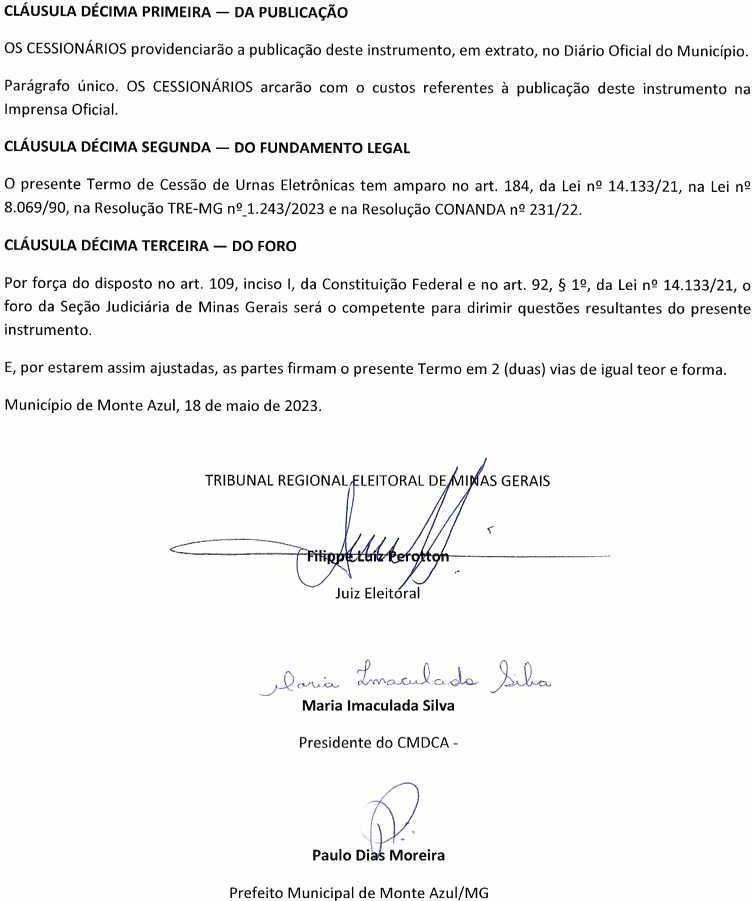 CLÁUSULA DÉCIMA PRIMEIRA — DA PUBLICAÇÃO
OS CESSIONÁRIOS providenciarão a publicação deste instrumento, em extrato, no Diário Oficial do Município.
Parágrafo único. OS CESSIONÁRIOS arcarão com o custos referentes à publicação deste instrumento na
Imprensa Oficial.
CLÁUSULA DÉCIMA SEGUNDA — DO FUNDAMENTO LEGAL
O presente Termo de Cessão de Urnas Eletrônicas tem amparo no art. 184, da Lei nº 14.133/21, na Lei nº
8.069/90, na Resolução TRE-MG nº 1.243/2023 e na Resolução CONANDA nº 231/22.
CLÁUSULA DÉCIMA TERCEIRA — DO FORO
Por força do disposto no art. 109, inciso I, da Constituição Federal e no art. 92, § 1º, da Lei nº 14.133/21, o
foro da Seção Judiciária de Minas Gerais será o competente para dirimir questões resultantes do presente
instrumento.
E, por estarem assim ajustadas, as partes firmam o presente Termo em 2 (duas) vias de igual teor e forma.
Município de Monte Azul, 18 de maio de 2023.
TRIBUNAL REGIONAL ELEITORAL DE MINAS GERAIS
Filippe Luiz Perotton
Juiz Eleitoral
Maria Imaculada Silva
Maria Imaculada Silva
Presidente do CMDCA -
Paulo Dias Moreira
Prefeito Municipal de Monte Azul/MG